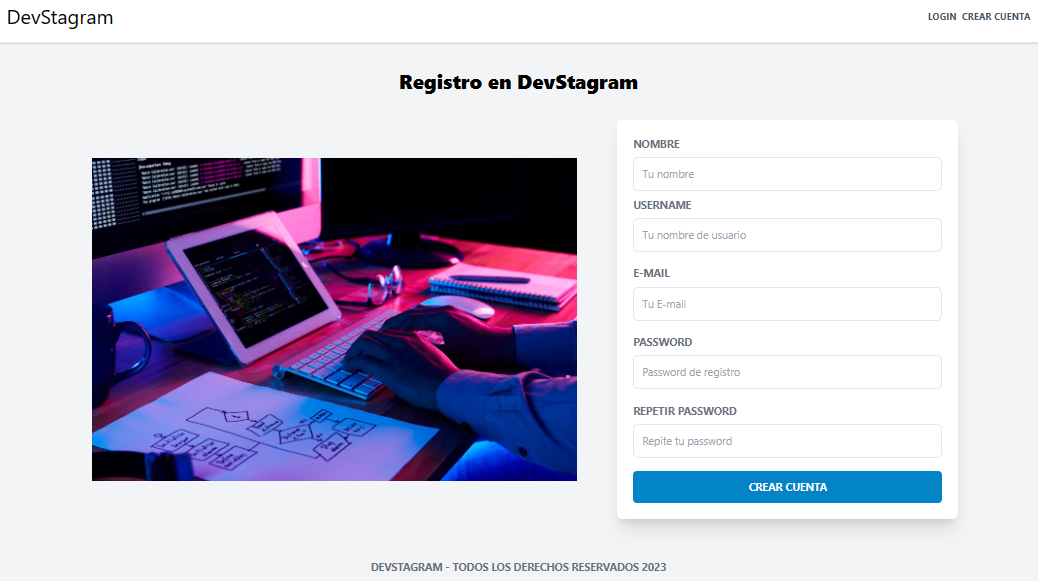 DevStagram
LOGIN CREAR CUENTA
Registro en DevStagram
NOMBRE
Tu nombre
USERNAME
Tu nombre de usuario
E-MAIL
Tu E-mail
PASSWORD
Password de registro
REPETIR PASSWORD
Repite tu password
CREAR CUENTA
DEVSTAGRAM - TODOS LOS DERECHOS RESERVADOS 2023